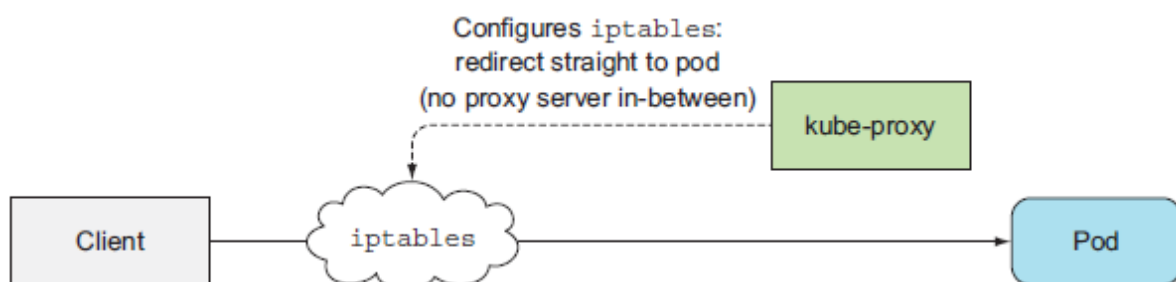 Configures iptables:
redirect straight to pod
(no proxy server in-between)
kube-proxy
Client
iptables
Pod